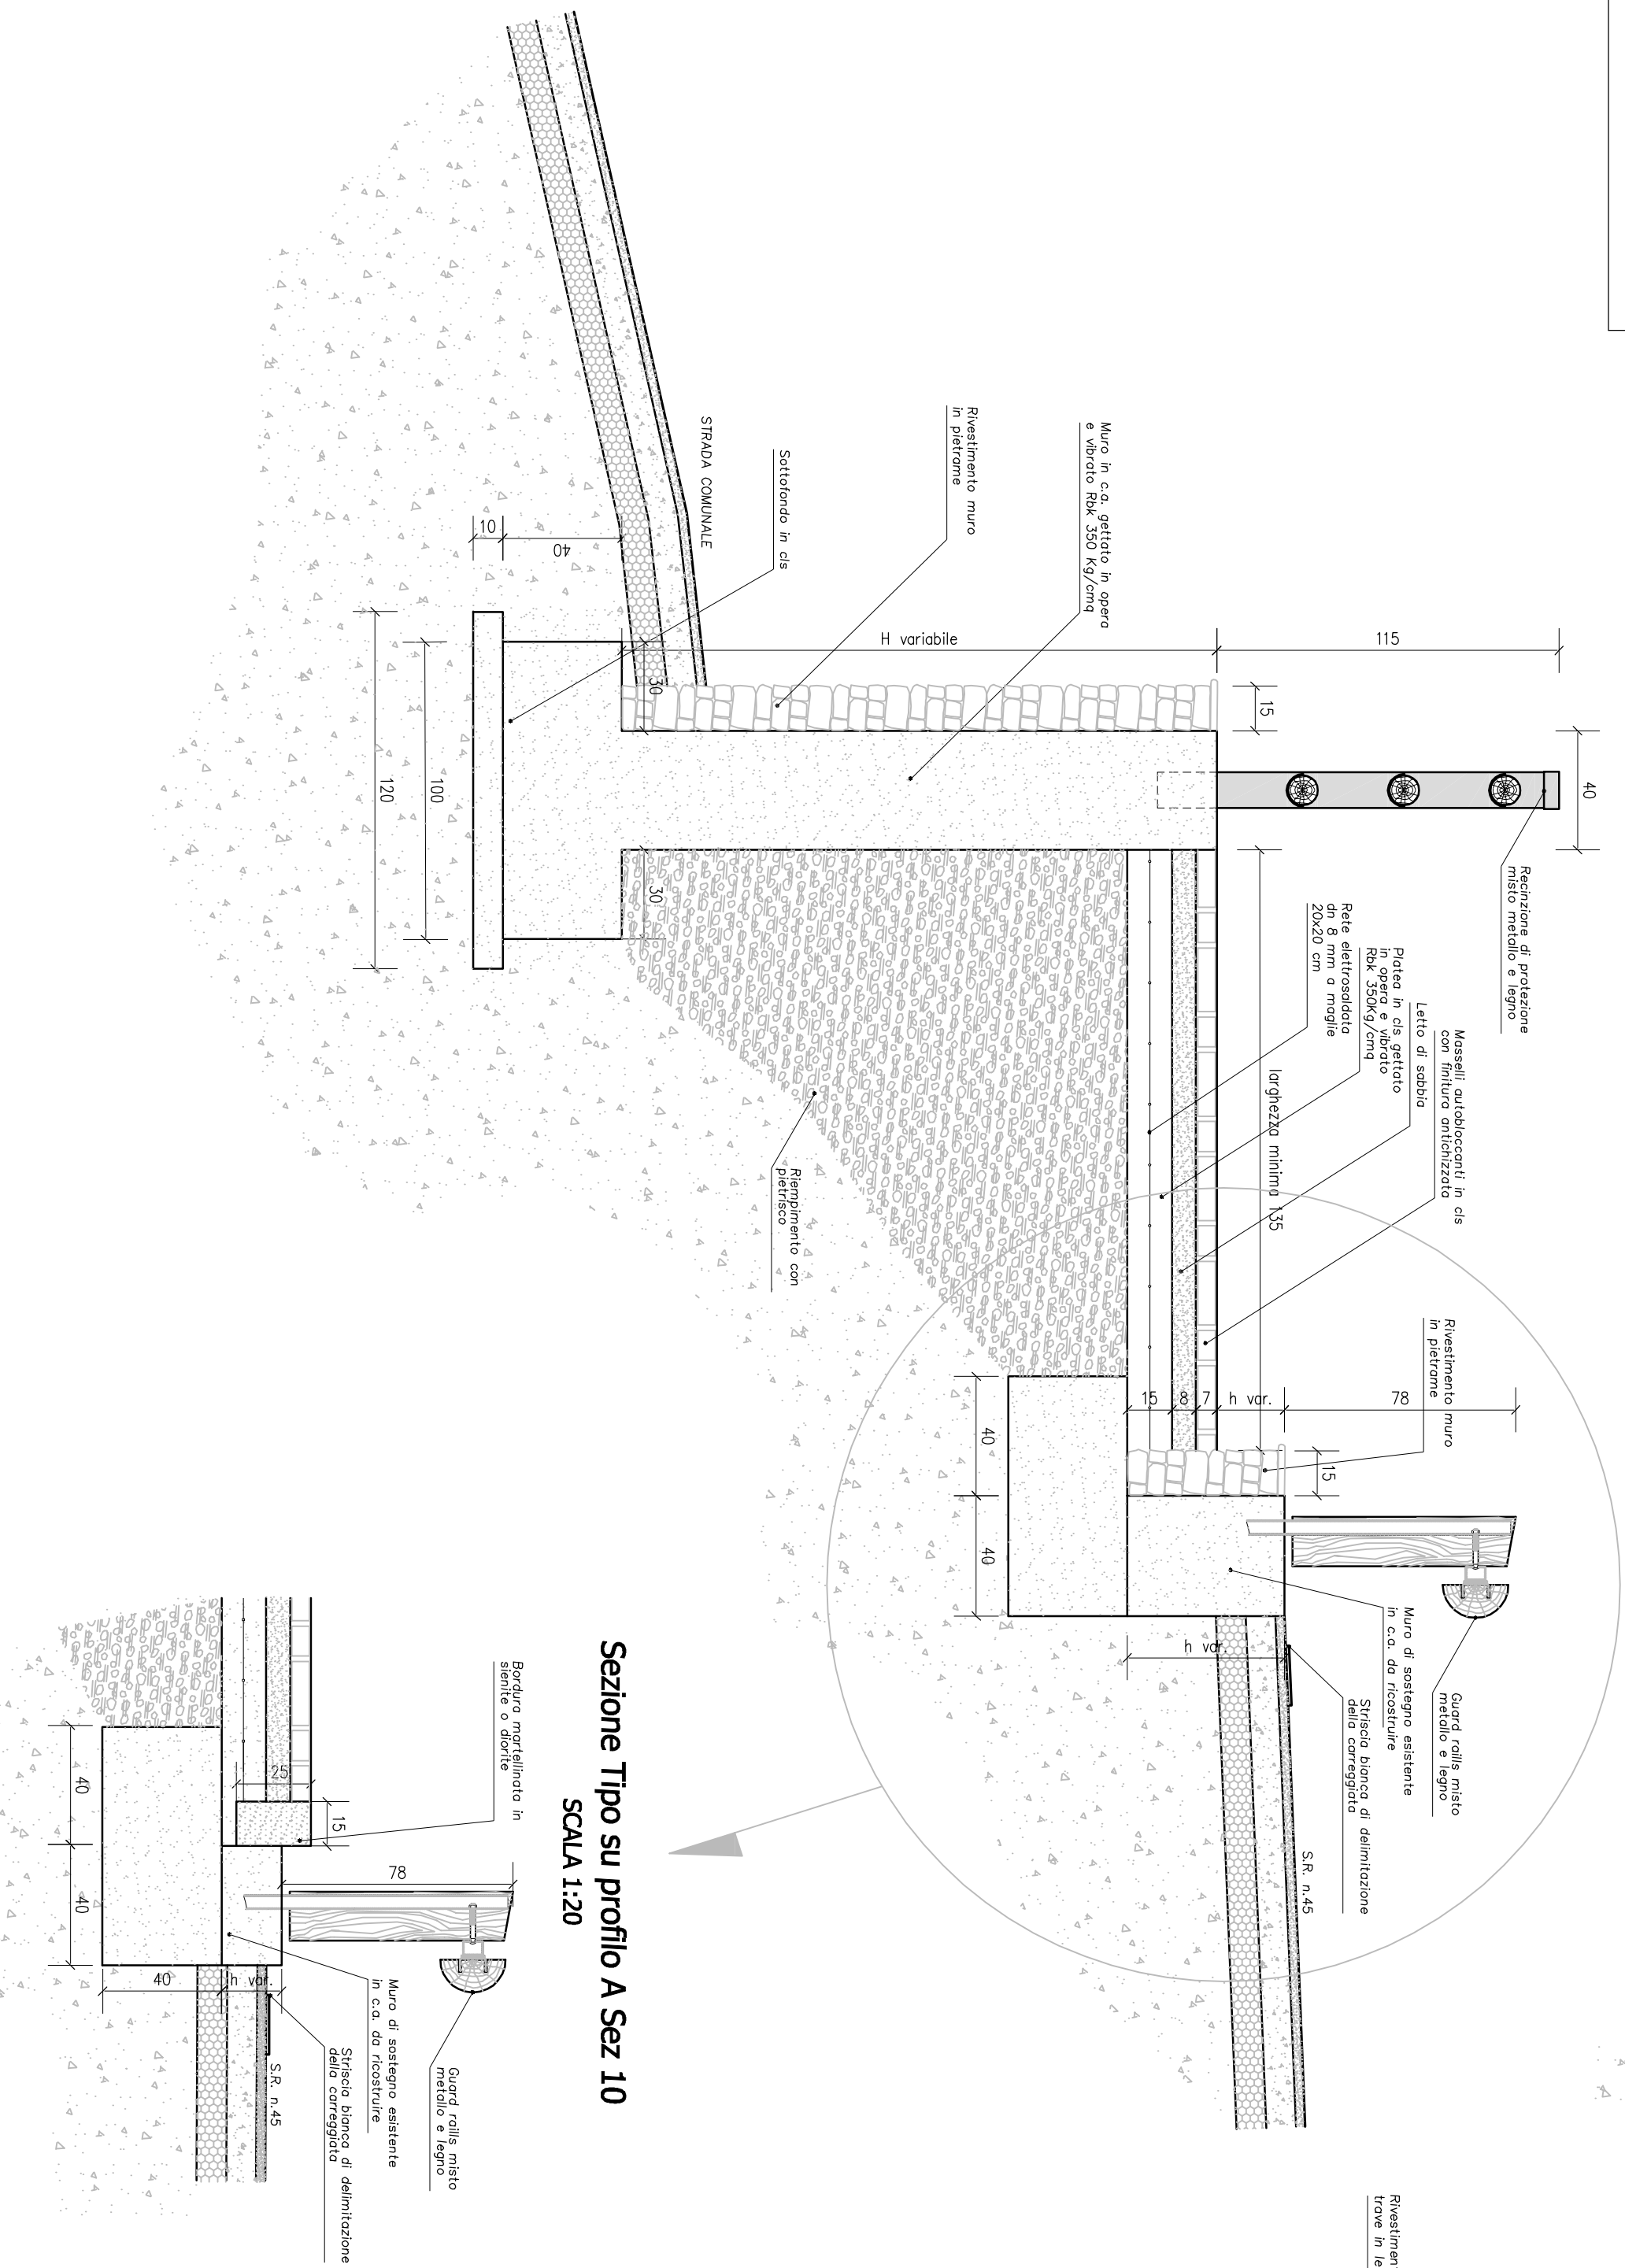 115
H variabile
15
40
Recinzione di protezione
misto metallo e legno
Muro in c.a. gettato in opera
e vibrato Rbk 350 Kg/cmq
Rivestimento muro
in pietrame
Sottofondo in cls
STRADA COMUNALE
10
40
30
30
100
120
Masselli autobloccanti in cls
con finitura antichizzata
Letto di sabbia
Platea in cls gettato
in opera e vibrato
Rbk 350Kg/cmq
Rete elettrosaldata
dn 8 mm a maglie
20x20 cm
larghezza minima 135
Riempimento con
pietrisco
Rivestimento muro
in pietrame
78
h var.
7
8
15
15
40
40
h var.
Guard raills misto
metallo e legno
Muro di sostegno esistente
in c.a. da ricostruire
Striscia bianca di delimitazione
della carreggiata
S.R. n.45
Sezione Tipo su profilo A Sez 10
SCALA 1:20
Bordura martellinata in
sienite o diorite
25
15
78
40
40
40
h var.
Guard raills misto
metallo e legno
Muro di sostegno esistente
in c.a. da ricostruire
Striscia bianca di delimitazione
della carreggiata
S.R. n.45
Rivestimen
trave in le